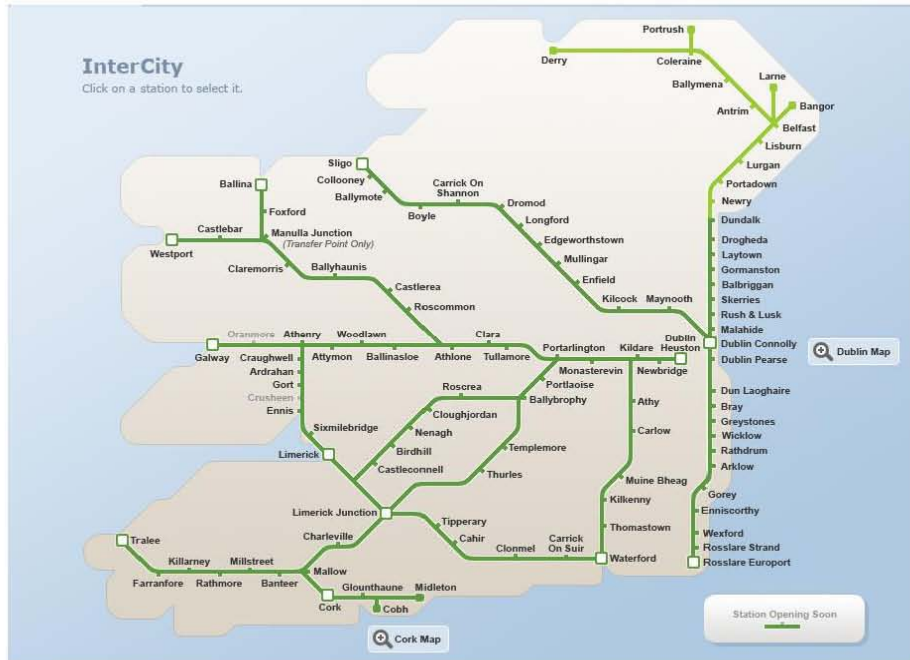 InterCity
Click on a station to select it.
Portrush
Derry
Coleraine
Ballymena
Larne
Antrim
Bangor
Belfast
Lisburn
Lurgan
Portadown
Newry
Dundalk
Drogheda
Laytown
Gormanston
Balbriggan
Skerries
Rush & Lusk
Malahide
Dublin Connolly
Dublin Pearse
Dublin Map
Sligo
Collooney
Ballymote
Boyle
Carrick On
Shannon
Dromod
Longford
Edgeworthstown
Mullingar
Enfield
Kilcock
Maynooth
Ballina
Foxford
Castlebar
Manulla Junction
(Transfer Point Only)
Westport
Claremorris
Ballyhaunis
Castlerea
Roscommon
Oranmore
Athenry
Woodlawn
Clara
Portarlington
Kildare
Dublin
Heuston
Galway
Attymon
Ballinasloe
Athlone
Tullamore
Monasterevin
Newbridge
Craughwell
Ardrahan
Gort
Crusheen
Ennis
Sixmilebridge
Limerick
Portlaoise
Ballybrophy
Roscrea
Cloughjordan
Nenagh
Birdhill
Castleconnell
Templemore
Thurles
Athy
Carlow
Muine Bheag
Kilkenny
Thomastown
Waterford
Dun Laoghaire
Bray
Greystones
Wicklow
Rathdrum
Arklow
Gorey
Enniscorthy
Wexford
Rosslare Strand
Rosslare Europort
Limerick Junction
Tipperary
Cahir
Clonmel
Carrick
On Suir
Charleville
Tralee
Killarney
Millstreet
Mallow
Farranfore
Rathmore
Banteer
Glounthaune
Midleton
Cork
Cobh
Cork Map
Station Opening Soon